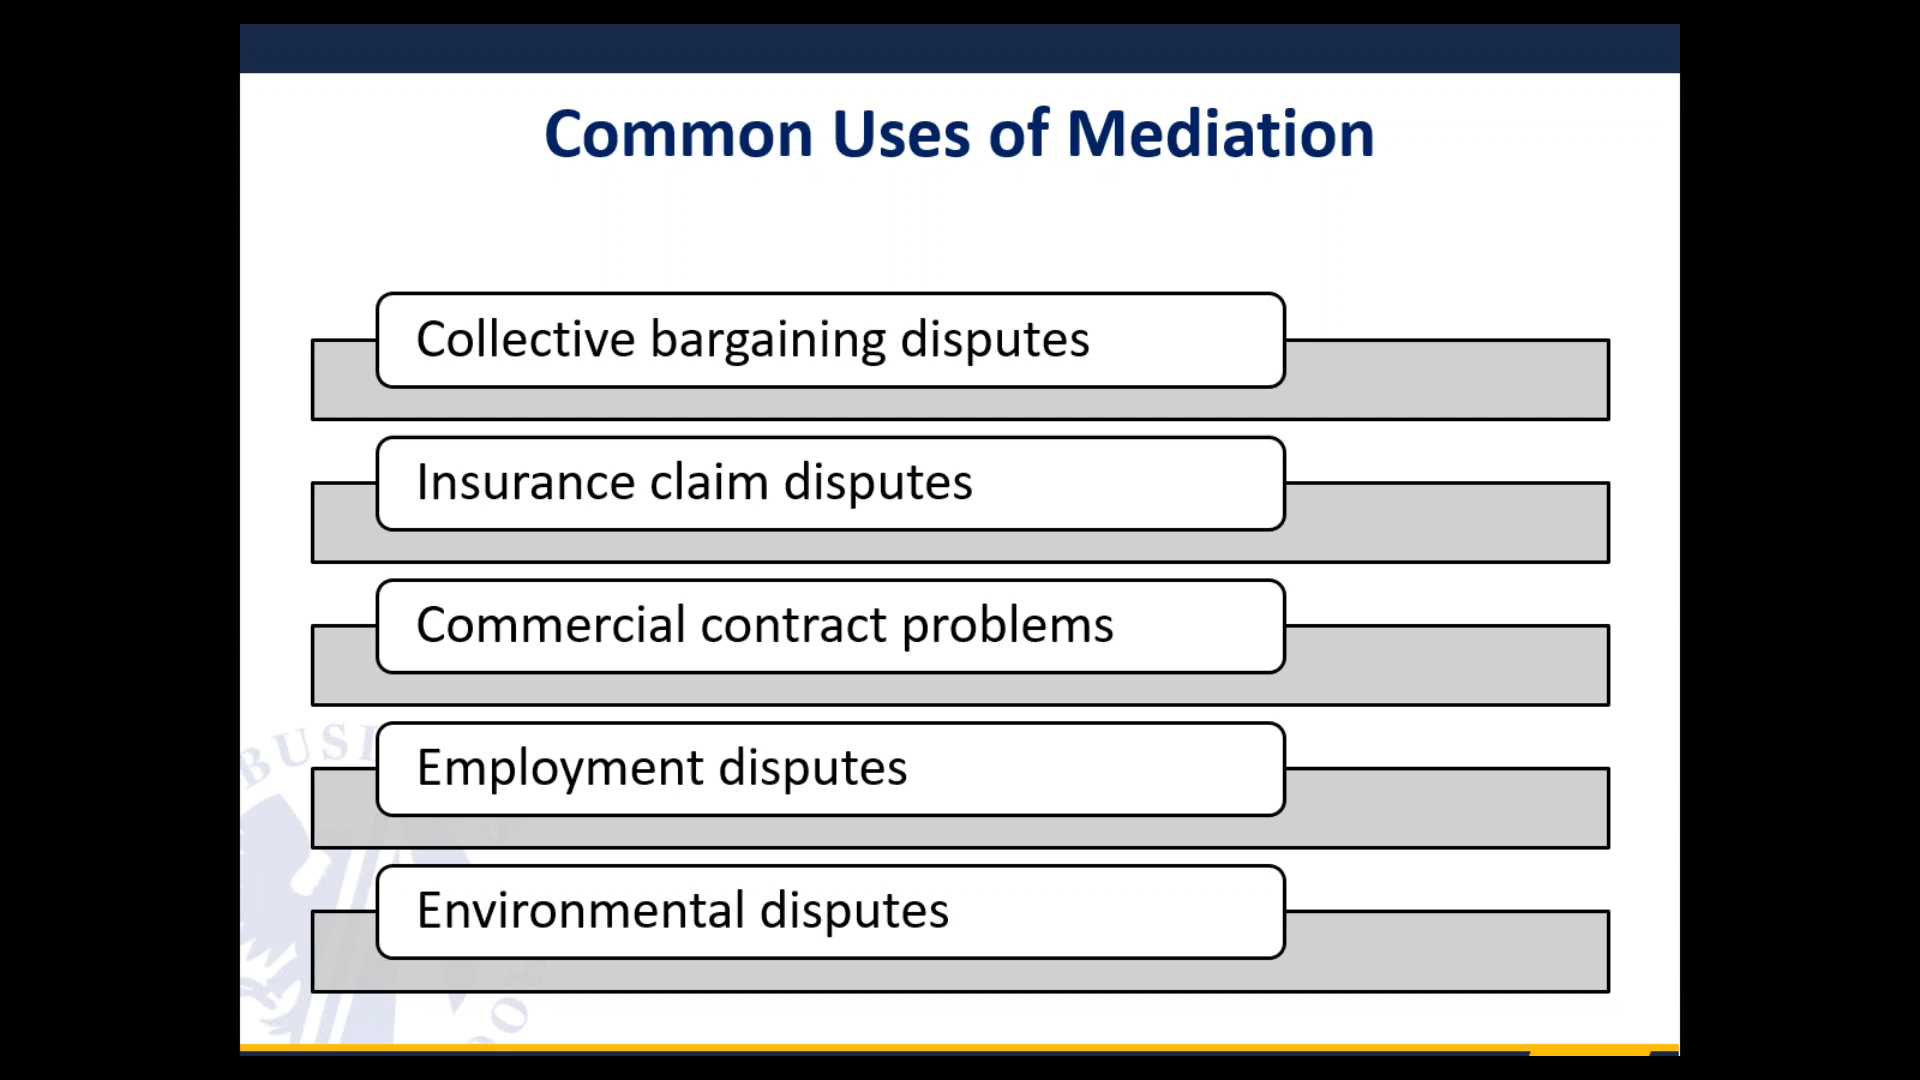 Common Uses of Mediation
Collective bargaining disputes
Insurance claim disputes
Commercial contract problems
Employment disputes
Environmental disputes